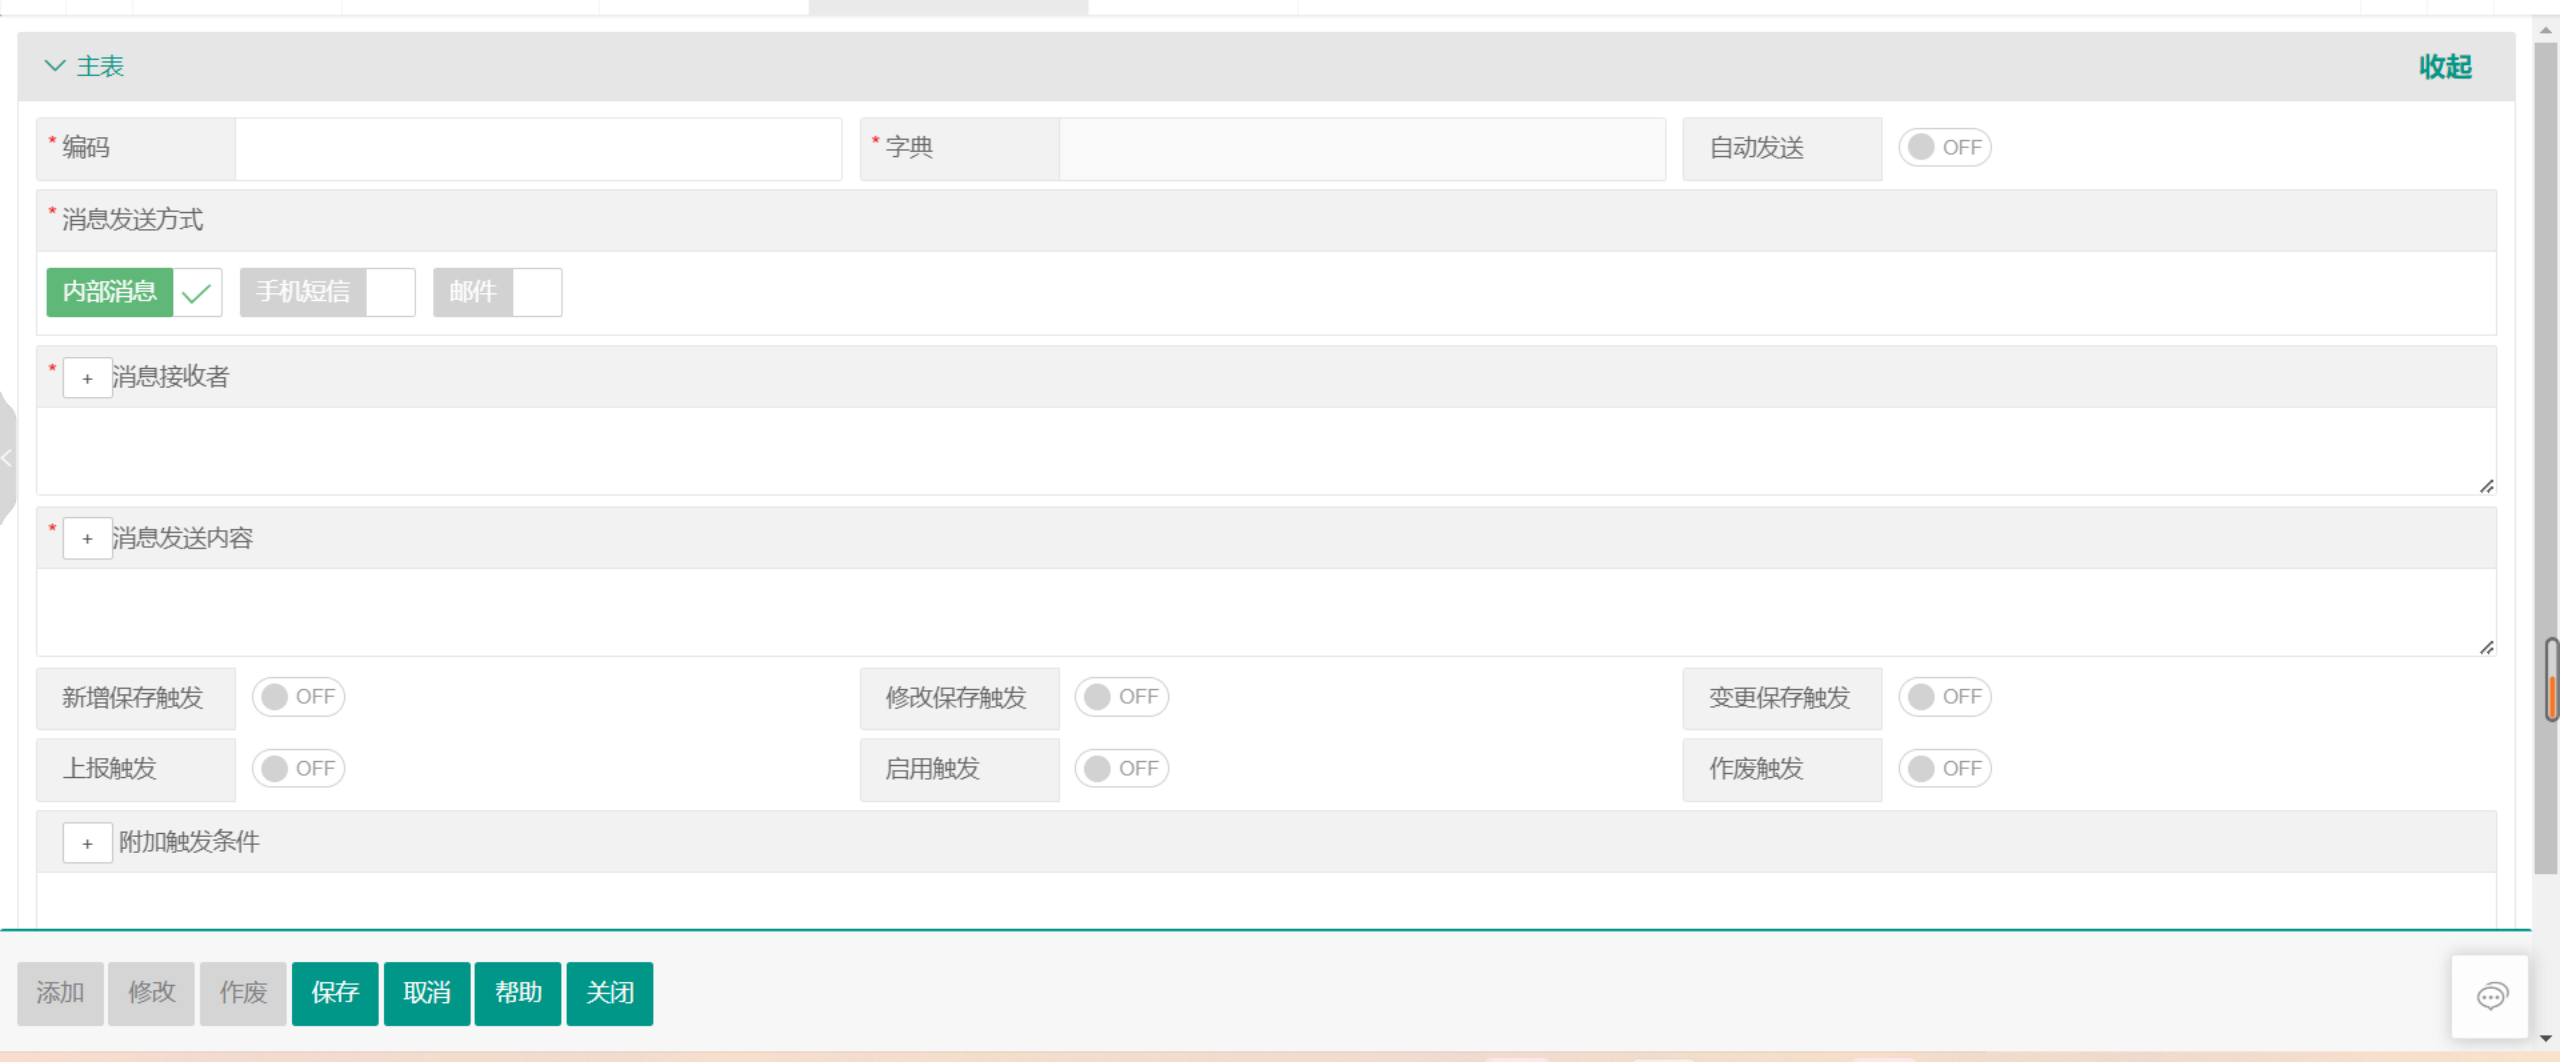 主表 收起
* 编码 * 字典 自动发送 OFF
* 消息发送方式
内部消息 手机短信 邮件
* + 消息接收者
* + 消息发送内容
新增保存触发 OFF 修改保存触发 OFF 变更保存触发 OFF
上报触发 OFF 启用触发 OFF 作废触发 OFF
+ 附加触发条件
添加 修改 作废 保存 取消 帮助 关闭